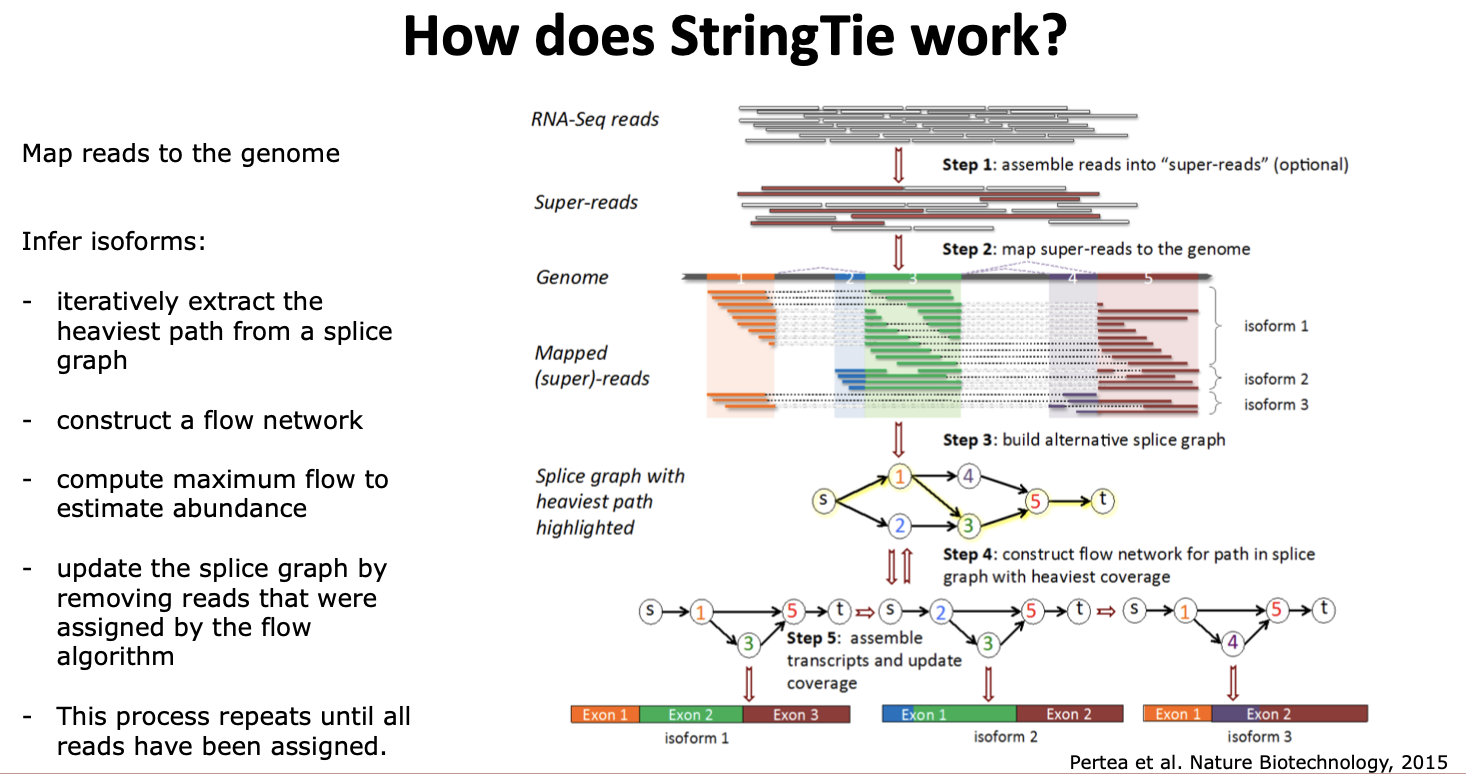 How does StringTie work?
Map reads to the genome
Infer isoforms:
- iteratively extract the
heaviest path from a splice
graph
- construct a flow network
- compute maximum flow to
estimate abundance
- update the splice graph by
removing reads that were
assigned by the flow
algorithm
- This process repeats until all
reads have been assigned.
RNA-Seq reads
Step 1: assemble reads into “super-reads” (optional)
Super-reads
Step 2: map super-reads to the genome
Genome
1 2 3 4 5
Mapped
(super)-reads
isoform 1
isoform 2
isoform 3
Step 3: build alternative splice graph
Splice graph with
heaviest path
highlighted
s 1 4 5 t
2 3
Step 4: construct flow network for path in splice
graph with heaviest coverage
s 1 5 t s 2 5 t s 1 5 t
3 3 4
Step 5: assemble
transcripts and update
coverage
Exon 1 Exon 2 Exon 3
isoform 1
Exon 1 Exon 2
isoform 2
Exon 1 Exon 2
isoform 3
Pertea et al. Nature Biotechnology, 2015